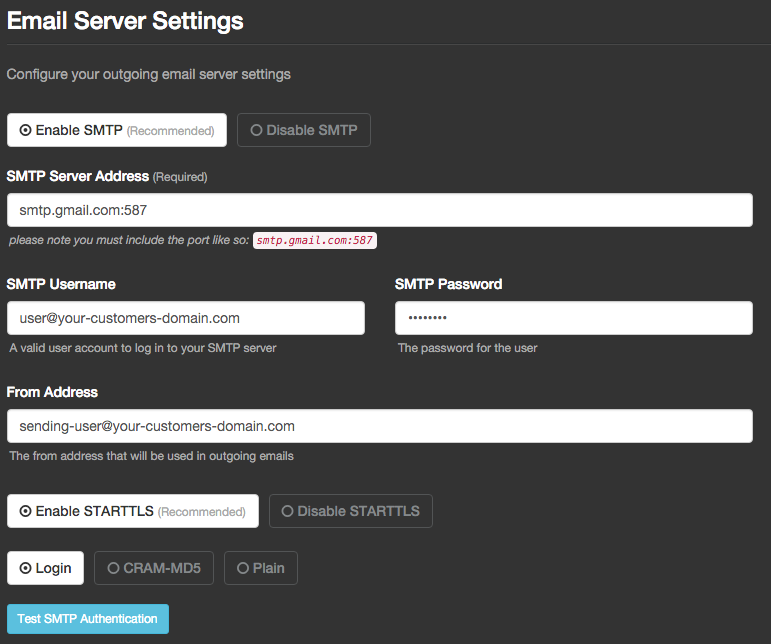 Email Server Settings
Configure your outgoing email server settings
Enable SMTP (Recommended) Disable SMTP
SMTP Server Address (Required)
smtp.gmail.com:587
please note you must include the port like so: smtp.gmail.com:587
SMTP Username SMTP Password
user@your-customers-domain.com ••••••••
A valid user account to log in to your SMTP server The password for the user
From Address
sending-user@your-customers-domain.com
The from address that will be used in outgoing emails
Enable STARTTLS (Recommended) Disable STARTTLS
Login CRAM-MD5 Plain
Test SMTP Authentication